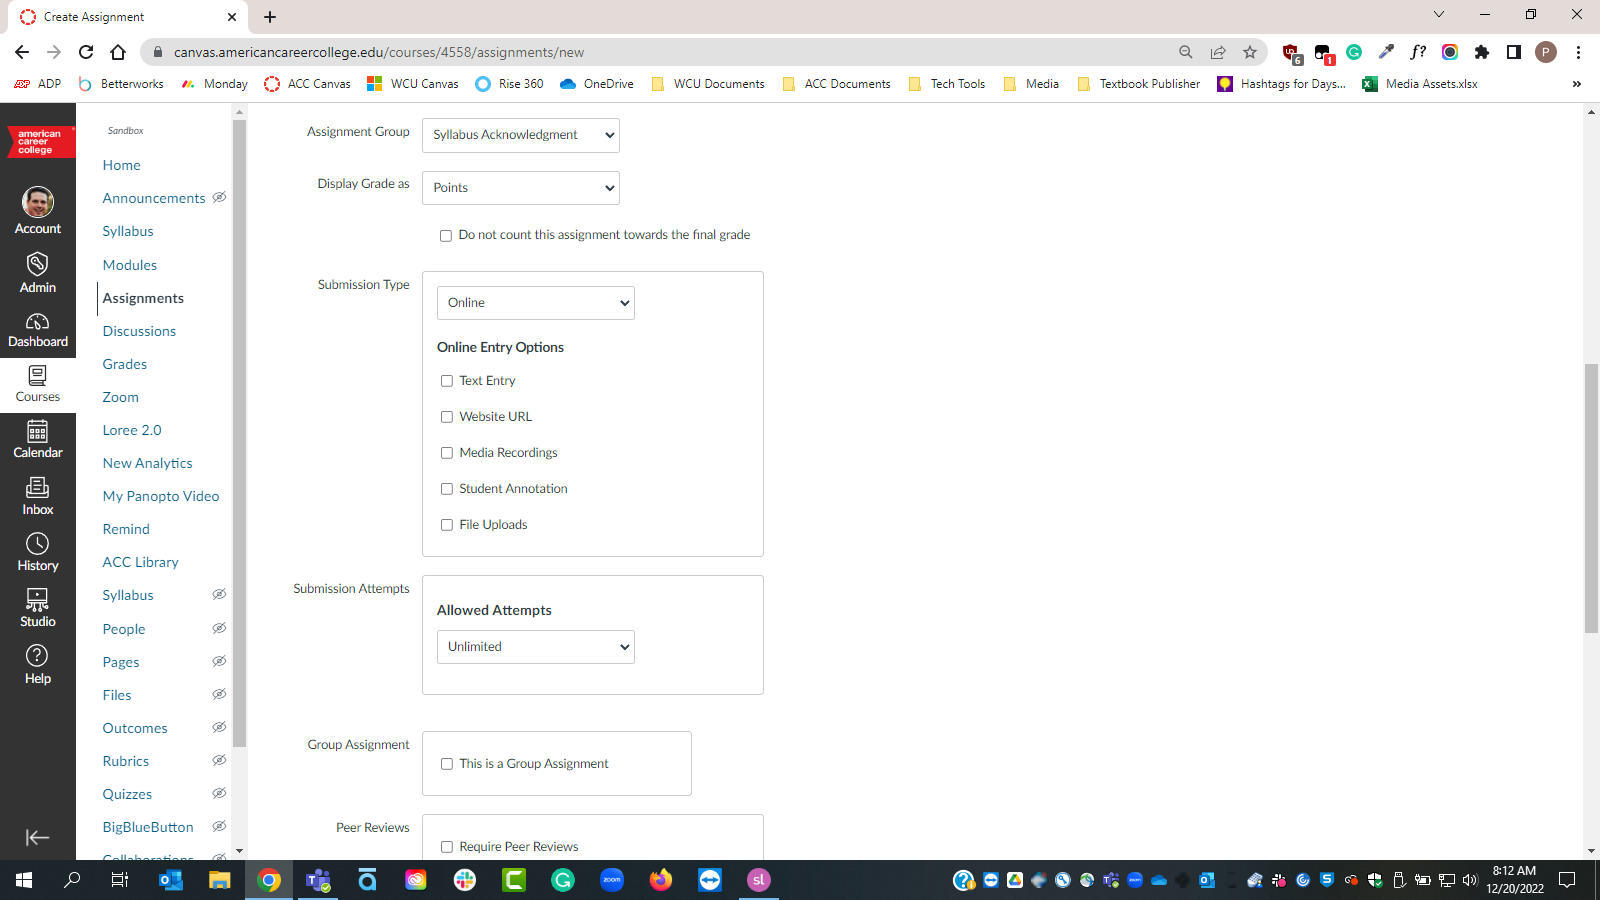 Create Assignment
canvas.americancareercollege.edu/courses/4558/assignments/new
6
1
f?
P
ADP
ADP
Betterworks
Monday
ACC Canvas
WCU Canvas
Rise 360
OneDrive
WCU Documents
ACC Documents
Tech Tools
Media
Textbook Publisher
Hashtags for Days...
Media Assets.xlsx
american
career
college
Account
Admin
Dashboard
Courses
Calendar
Inbox
History
Studio
Help
Sandbox
Home
Announcements
Syllabus
Modules
Assignments
Discussions
Grades
Zoom
Loree 2.0
New Analytics
My Panopto Video
Remind
ACC Library
Syllabus
People
Pages
Files
Outcomes
Rubrics
Quizzes
BigBlueButton
Collaborations
Assignment Group
Syllabus Acknowledgment
Display Grade as
Points
Do not count this assignment towards the final grade
Submission Type
Online
Online Entry Options
Text Entry
Website URL
Media Recordings
Student Annotation
File Uploads
Submission Attempts
Allowed Attempts
Unlimited
Group Assignment
This is a Group Assignment
Peer Reviews
Require Peer Reviews
zoom
sl
8:12 AM
12/20/2022